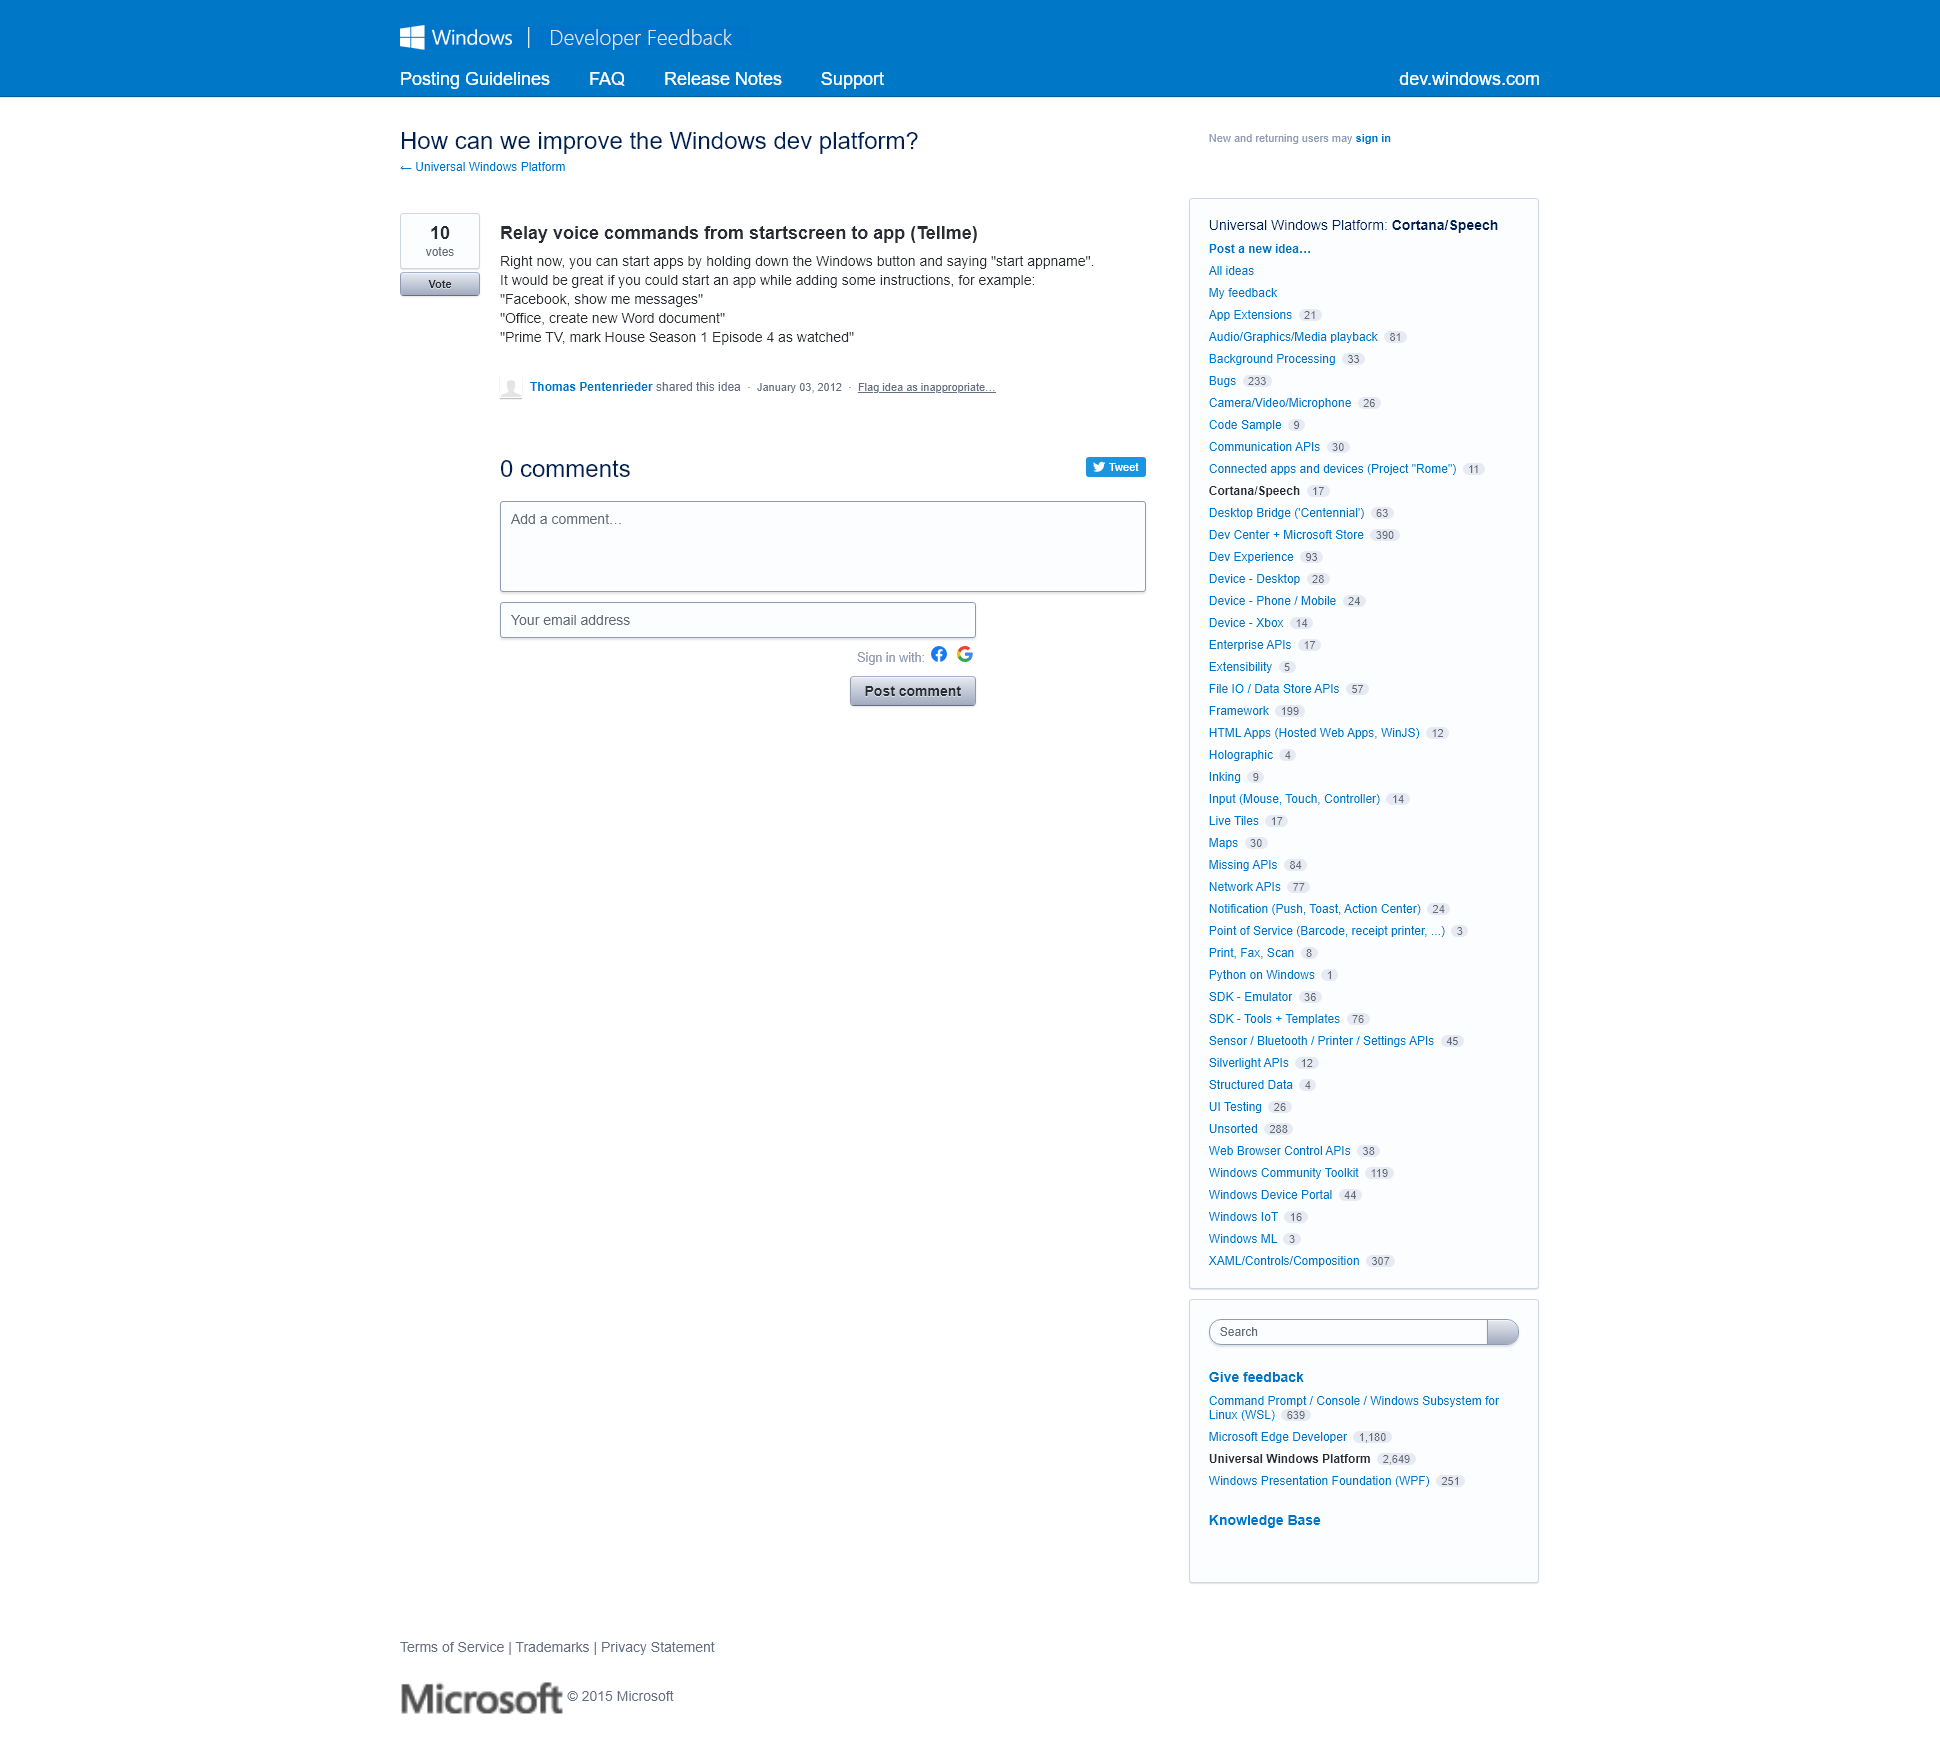 Windows | Developer Feedback
Posting Guidelines FAQ Release Notes Support dev.windows.com
How can we improve the Windows dev platform?
← Universal Windows Platform
New and returning users may sign in
10
votes
Vote
Relay voice commands from startscreen to app (Tellme)
Right now, you can start apps by holding down the Windows button and saying "start appname".
It would be great if you could start an app while adding some instructions, for example:
"Facebook, show me messages"
"Office, create new Word document"
"Prime TV, mark House Season 1 Episode 4 as watched"
Thomas Pentenrieder shared this idea · January 03, 2012 · Flag idea as inappropriate…
0 comments
Tweet
Add a comment…
Your email address
Sign in with:
Post comment
Universal Windows Platform: Cortana/Speech
Post a new idea…
All ideas
My feedback
App Extensions 21
Audio/Graphics/Media playback 81
Background Processing 33
Bugs 233
Camera/Video/Microphone 26
Code Sample 9
Communication APIs 30
Connected apps and devices (Project "Rome") 11
Cortana/Speech 17
Desktop Bridge ('Centennial') 63
Dev Center + Microsoft Store 390
Dev Experience 93
Device - Desktop 28
Device - Phone / Mobile 24
Device - Xbox 14
Enterprise APIs 17
Extensibility 5
File IO / Data Store APIs 57
Framework 199
HTML Apps (Hosted Web Apps, WinJS) 12
Holographic 4
Inking 9
Input (Mouse, Touch, Controller) 14
Live Tiles 17
Maps 30
Missing APIs 84
Network APIs 77
Notification (Push, Toast, Action Center) 24
Point of Service (Barcode, receipt printer, ...) 3
Print, Fax, Scan 8
Python on Windows 1
SDK - Emulator 36
SDK - Tools + Templates 76
Sensor / Bluetooth / Printer / Settings APIs 45
Silverlight APIs 12
Structured Data 4
UI Testing 26
Unsorted 288
Web Browser Control APIs 38
Windows Community Toolkit 119
Windows Device Portal 44
Windows IoT 16
Windows ML 3
XAML/Controls/Composition 307
Search
Give feedback
Command Prompt / Console / Windows Subsystem for
Linux (WSL) 639
Microsoft Edge Developer 1,180
Universal Windows Platform 2,649
Windows Presentation Foundation (WPF) 251
Knowledge Base
Terms of Service | Trademarks | Privacy Statement
Microsoft © 2015 Microsoft